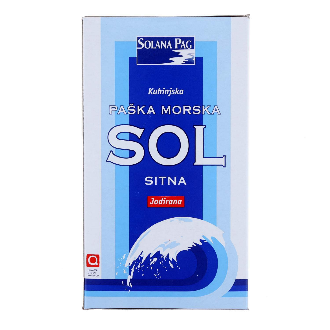 SOLANA PAG
Kuhinjska
PAŠKA MORSKA
SOL
SITNA
Jodirana